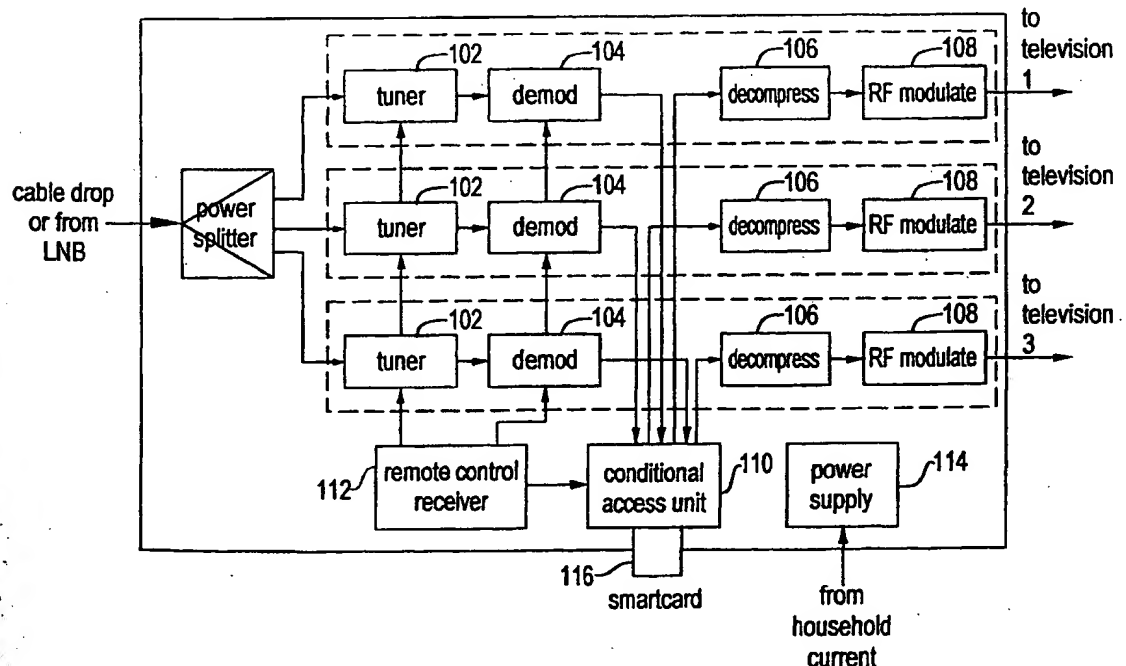 to
television
1
102
104
106
108
tuner
demod
decompress
RF modulate
to
television
2
cable drop
or from
LNB
power
splitter
102
104
106
108
tuner
demod
decompress
RF modulate
to
television
3
102
104
106
108
tuner
demod
decompress
RF modulate
112
remote control
receiver
conditional
access unit
110
power
supply
114
116
smartcard
from
household
current